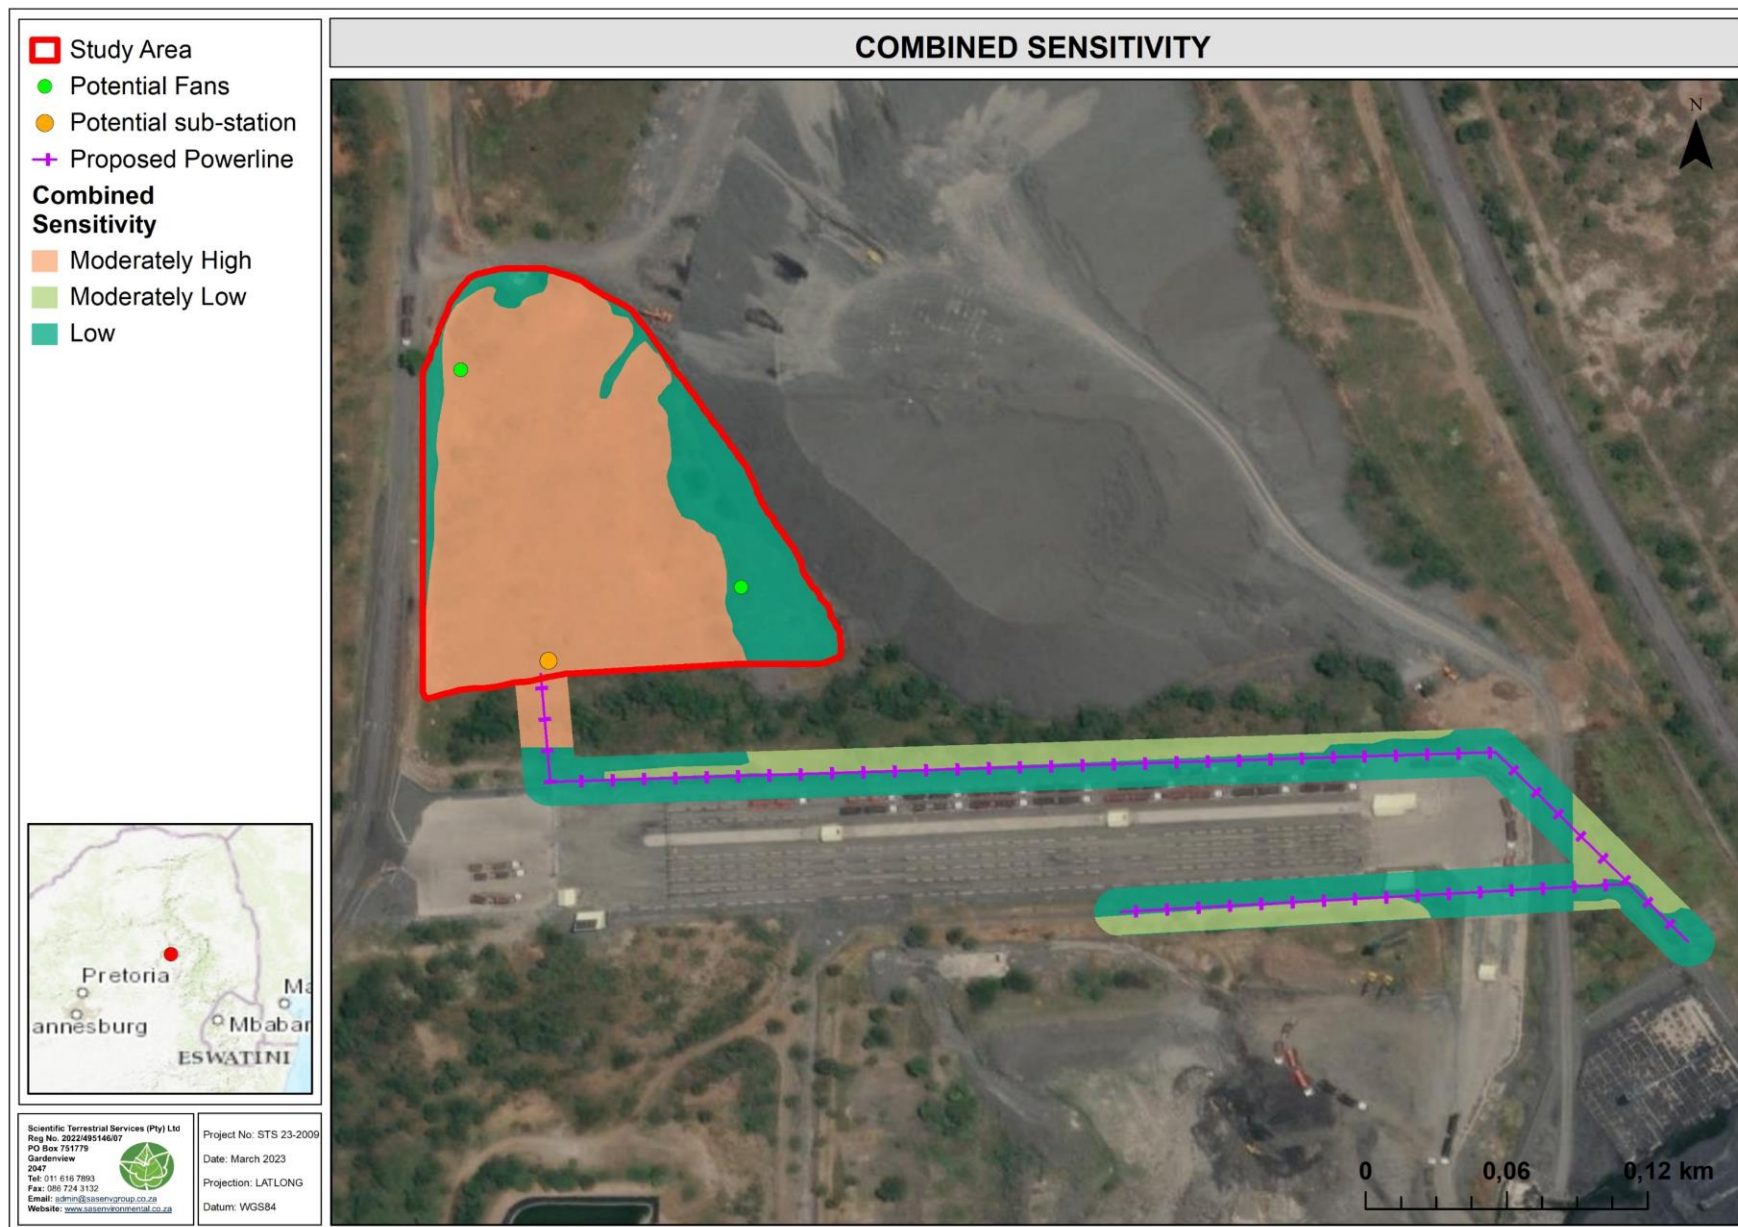 COMBINED SENSITIVITY
Study Area
Potential Fans
Potential sub-station
Proposed Powerline
Combined
Sensitivity
Moderately High
Moderately Low
Low
N
Pretoria
annesburg
Ma
Mbabar
ESWATINI
0 0,06 0,12 km
Scientific Terrestrial Services (Pty) Ltd
Reg No. 2022/495146/07
PO Box 751779
Gardenview
2047
Tel: 011 616 7893
Fax: 086 724 3132
Email: admin@sasenvgroup.co.za
Website: www.sasenvironmental.co.za
Project No: STS 23-2009
Date: March 2023
Projection: LATLONG
Datum: WGS84